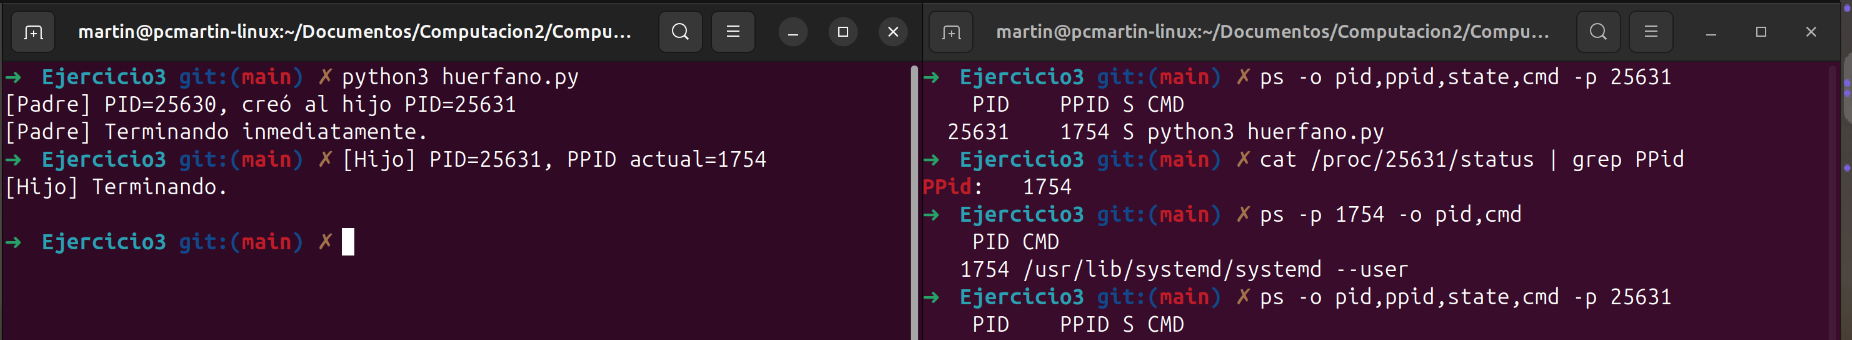 martin@pcmartin-linux:~/Documentos/Computacion2/Compu...
➜  Ejercicio3 git:(main) ✗ python3 huerfano.py
[Padre] PID=25630, creó al hijo PID=25631
[Padre] Terminando inmediatamente.
➜  Ejercicio3 git:(main) ✗ [Hijo] PID=25631, PPID actual=1754
[Hijo] Terminando.
➜  Ejercicio3 git:(main) ✗
martin@pcmartin-linux:~/Documentos/Computacion2/Compu...
➜  Ejercicio3 git:(main) ✗ ps -o pid,ppid,state,cmd -p 25631
    PID    PPID S CMD
  25631    1754 S python3 huerfano.py
➜  Ejercicio3 git:(main) ✗ cat /proc/25631/status | grep PPid
PPid:   1754
➜  Ejercicio3 git:(main) ✗ ps -p 1754 -o pid,cmd
    PID CMD
   1754 /usr/lib/systemd/systemd --user
➜  Ejercicio3 git:(main) ✗ ps -o pid,ppid,state,cmd -p 25631
    PID    PPID S CMD